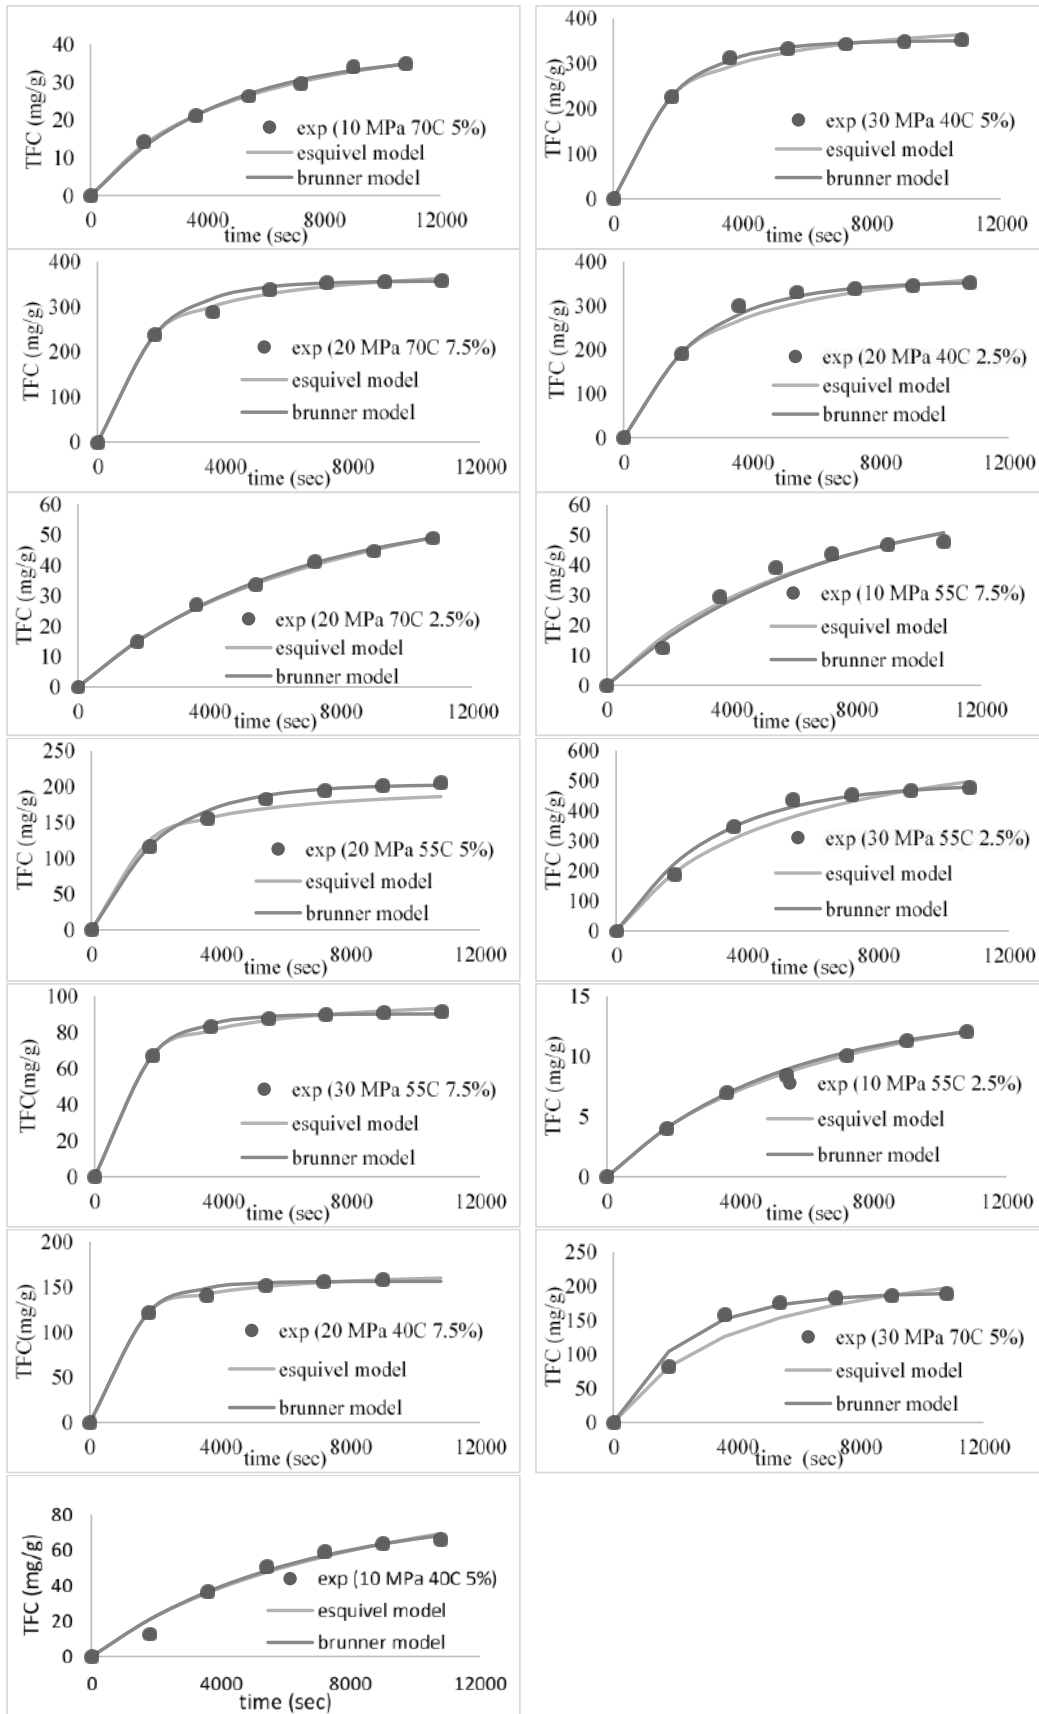 40
30
20
10
0
TFC (mg/g)
exp (10 MPa 70C 5%)
esquivel model
brunner model
0 4000 8000 12000
time (sec)
400
300
200
100
0
TFC (mg/g)
exp (30 MPa 40C 5%)
esquivel model
brunner model
0 4000 8000 12000
time (sec)
400
300
200
100
0
TFC (mg/g)
exp (20 MPa 70C 7.5%)
esquivel model
brunner model
0 4000 8000 12000
time (sec)
400
300
200
100
0
TFC (mg/g)
exp (20 MPa 40C 2.5%)
esquivel model
brunner model
0 4000 8000 12000
time (sec)
60
50
40
30
20
10
0
TFC (mg/g)
exp (20 MPa 70C 2.5%)
esquivel model
brunner model
0 4000 8000 12000
time (sec)
60
50
40
30
20
10
0
TFC (mg/g)
exp (10 MPa 55C 7.5%)
esquivel model
brunner model
0 4000 8000 12000
time (sec)
250
200
150
100
50
0
TFC (mg/g)
exp (20 MPa 55C 5%)
esquivel model
brunner model
0 4000 8000 12000
time (sec)
600
500
400
300
200
100
0
TFC (mg/g)
exp (30 MPa 55C 2.5%)
esquivel model
brunner model
0 4000 8000 12000
time (sec)
100
80
60
40
20
0
TFC(mg/g)
exp (30 MPa 55C 7.5%)
esquivel model
brunner model
0 4000 8000 12000
time (sec)
15
10
5
0
TFC (mg/g)
exp (10 MPa 55C 2.5%)
esquivel model
brunner model
0 4000 8000 12000
time (sec)
200
150
100
50
0
TFC(mg/g)
exp (20 MPa 40C 7.5%)
esquivel model
brunner model
0 4000 8000 12000
time (sec)
250
200
150
100
50
0
TFC (mg/g)
exp (30 MPa 70C 5%)
esquivel model
brunner model
0 4000 8000 12000
time (sec)
80
60
40
20
0
TFC (mg/g)
exp (10 MPa 40C 5%)
esquivel model
brunner model
0 4000 8000 12000
time (sec)